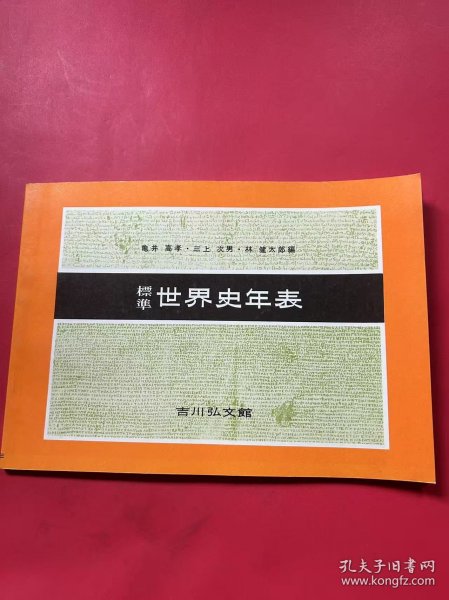 亀井 高孝・三上 次男・林 健太郎編
標準 世界史年表
吉川弘文館
孔夫子旧书网
www.kongfz.com